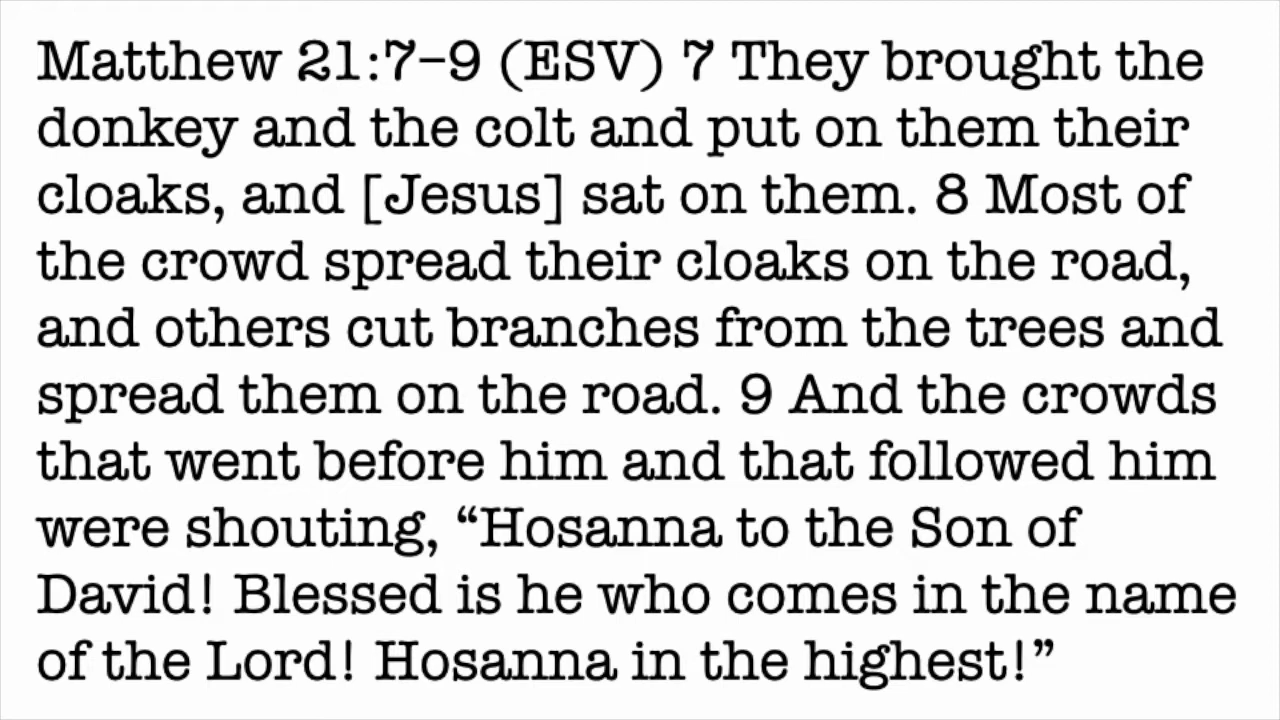 Matthew 21:7–9 (ESV) 7 They brought the
donkey and the colt and put on them their
cloaks, and [Jesus] sat on them. 8 Most of
the crowd spread their cloaks on the road,
and others cut branches from the trees and
spread them on the road. 9 And the crowds
that went before him and that followed him
were shouting, “Hosanna to the Son of
David! Blessed is he who comes in the name
of the Lord! Hosanna in the highest!”